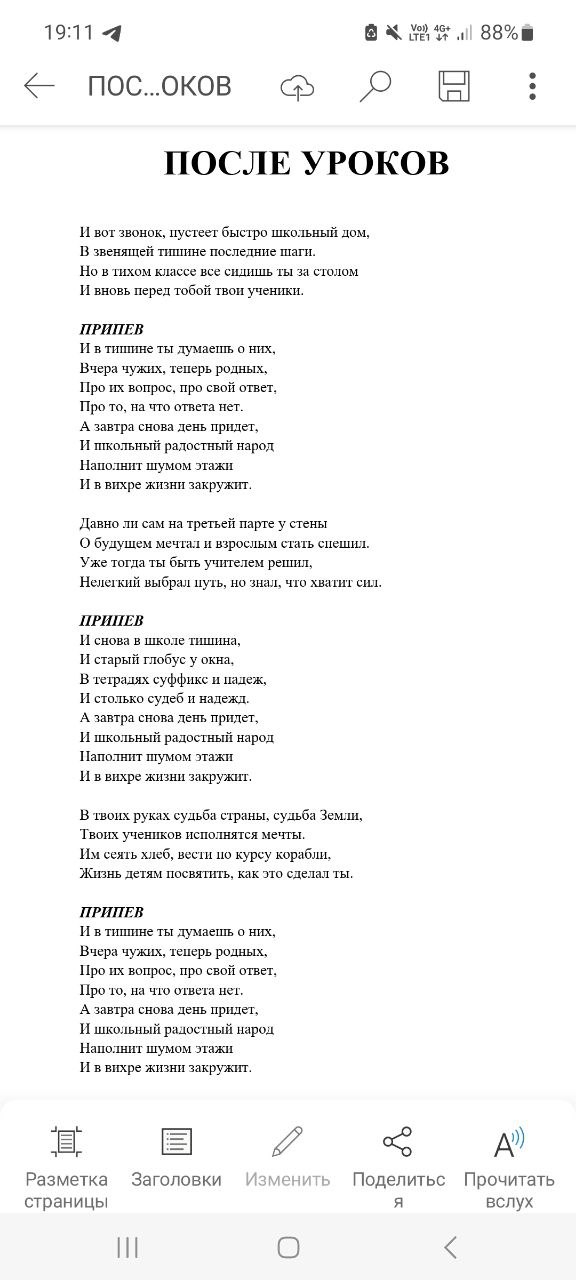 19:11
Vo)) 4G+
LTE1 88%
ПОС...ОКОВ
ПОСЛЕ УРОКОВ
И вот звонок, пустеет быстро школьный дом,
В звенящей тишине последние шаги.
Но в тихом классе все сидишь ты за столом
И вновь перед тобой твои ученики.
ПРИПЕВ
И в тишине ты думаешь о них,
Вчера чужих, теперь родных,
Про их вопрос, про свой ответ,
Про то, на что ответа нет.
А завтра снова день придет,
И школьный радостный народ
Наполнит шумом этажи
И в вихре жизни закружит.
Давно ли сам на третьей парте у стены
О будущем мечтал и взрослым стать спешил.
Уже тогда ты быть учителем решил,
Нелегкий выбрал путь, но знал, что хватит сил.
ПРИПЕВ
И снова в школе тишина,
И старый глобус у окна,
В тетрадях суффикс и падеж,
И столько судеб и надежд.
А завтра снова день придет,
И школьный радостный народ
Наполнит шумом этажи
И в вихре жизни закружит.
В твоих руках судьба страны, судьба Земли,
Твоих учеников исполнятся мечты.
Им сеять хлеб, вести по курсу корабли,
Жизнь детям посвятить, как это сделал ты.
ПРИПЕВ
И в тишине ты думаешь о них,
Вчера чужих, теперь родных,
Про их вопрос, про свой ответ,
Про то, на что ответа нет.
А завтра снова день придет,
И школьный радостный народ
Наполнит шумом этажи
И в вихре жизни закружит.
Разметка страницы
Заголовки
Изменить
Поделиться
Прочитать вслух